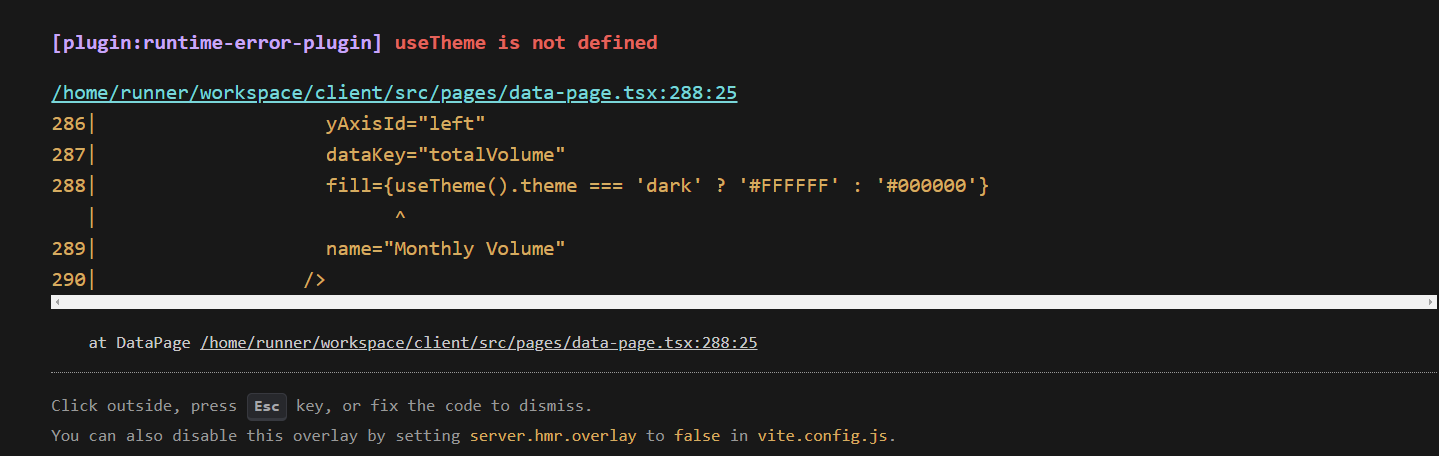 [plugin:runtime-error-plugin] useTheme is not defined
/home/runner/workspace/client/src/pages/data-page.tsx:288:25
286|                    yAxisId="left"
287|                    dataKey="totalVolume"
288|                    fill={useTheme().theme === 'dark' ? '#FFFFFF' : '#000000'}
   |                          ^
289|                    name="Monthly Volume"
290|                  />
at DataPage /home/runner/workspace/client/src/pages/data-page.tsx:288:25
Click outside, press Esc key, or fix the code to dismiss.
You can also disable this overlay by setting server.hmr.overlay to false in vite.config.js.